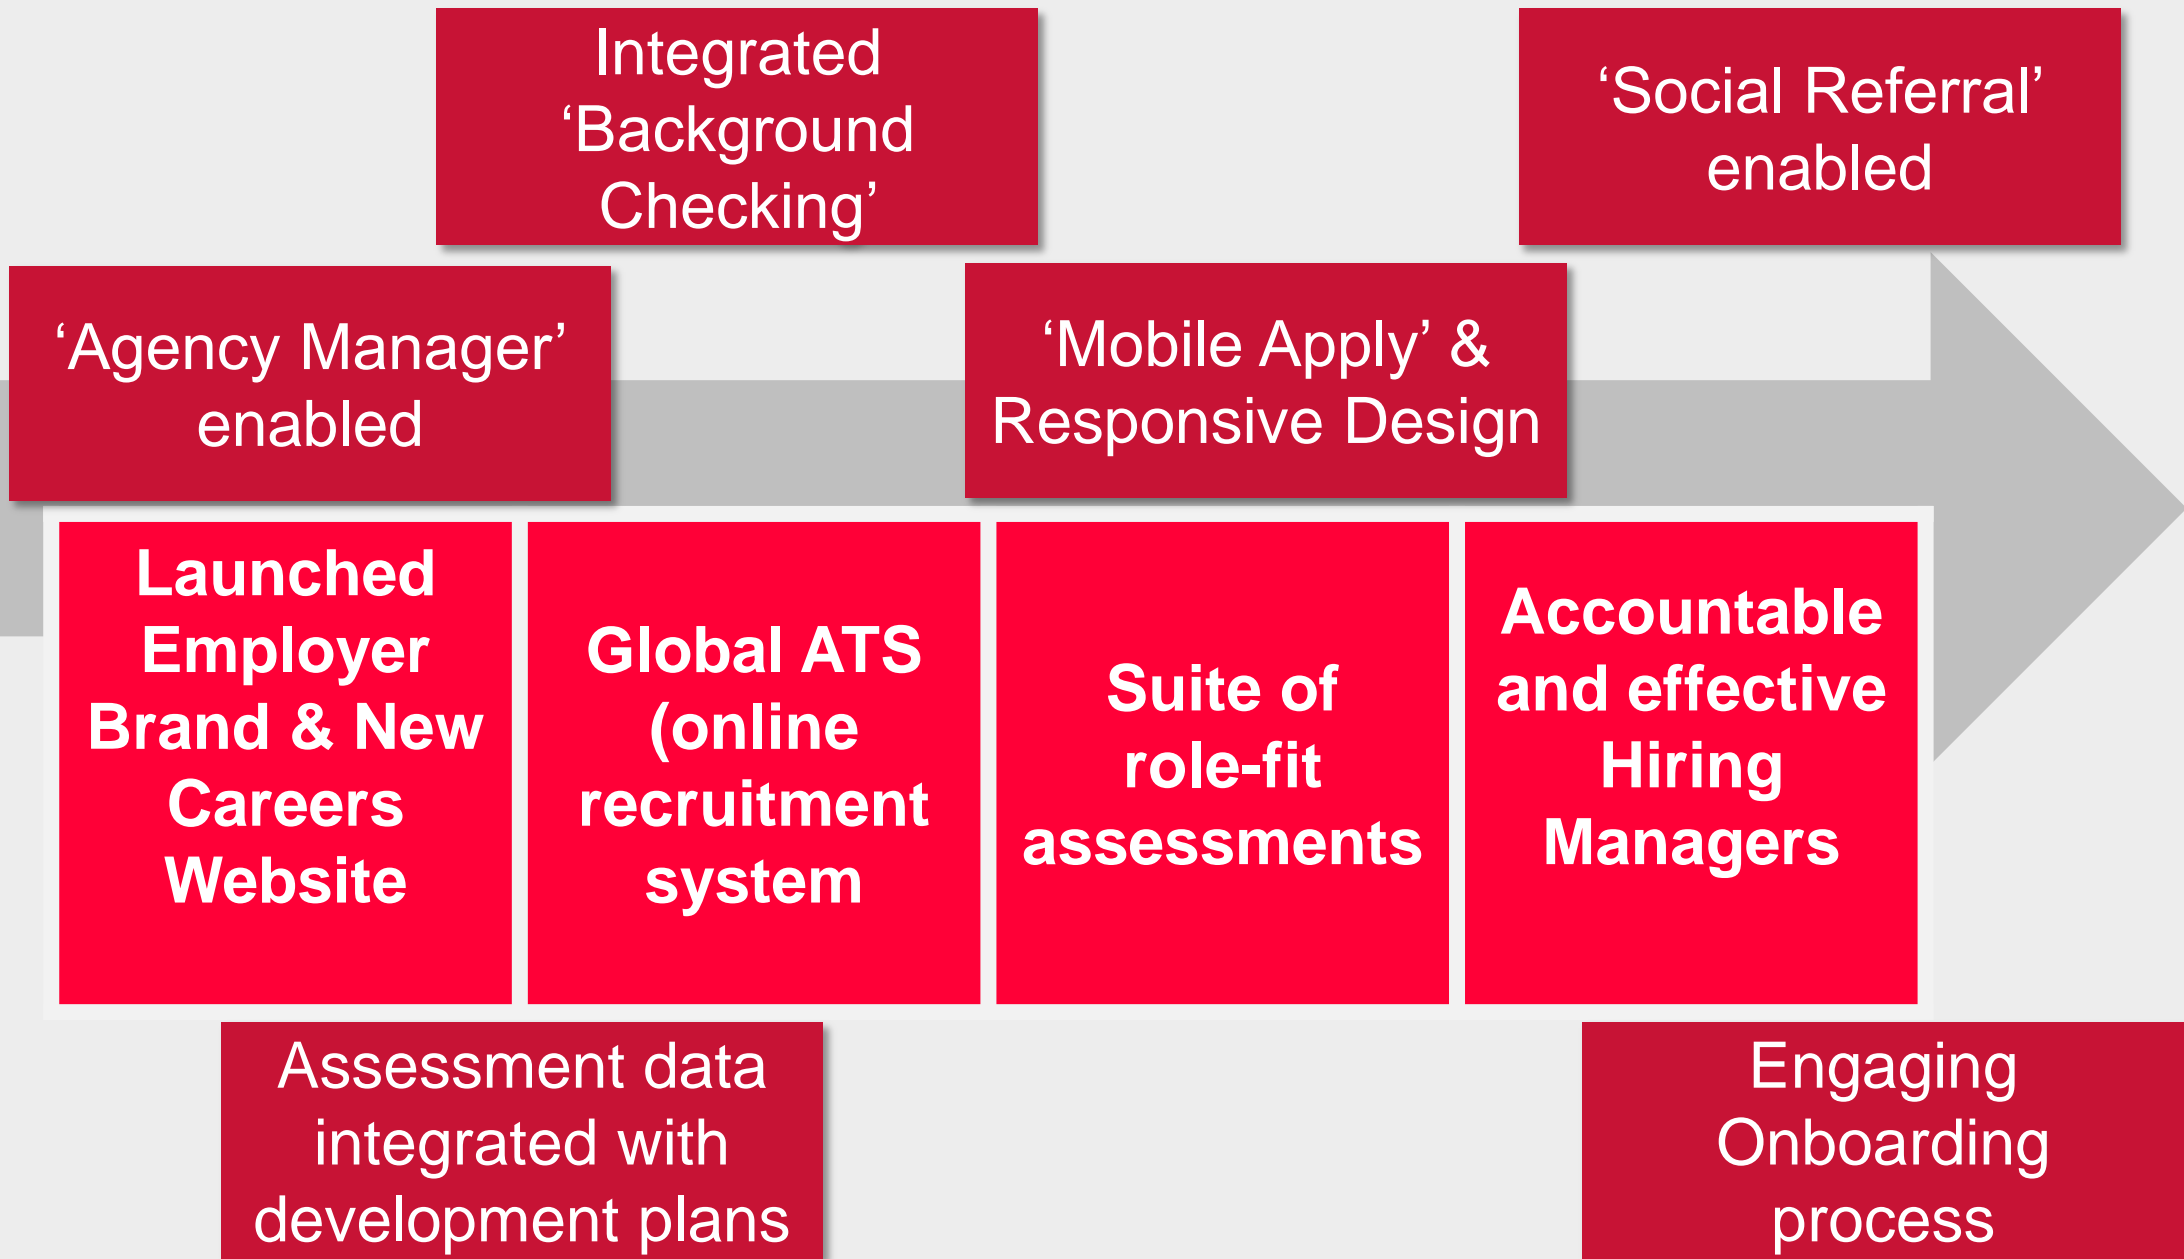 Integrated
‘Background
Checking’
‘Social Referral’
enabled
‘Agency Manager’
enabled
‘Mobile Apply’ &
Responsive Design
Launched
Employer
Brand & New
Careers
Website
Global ATS
(online
recruitment
system
Suite of
role-fit
assessments
Accountable
and effective
Hiring
Managers
Assessment data
integrated with
development plans
Engaging
Onboarding
process